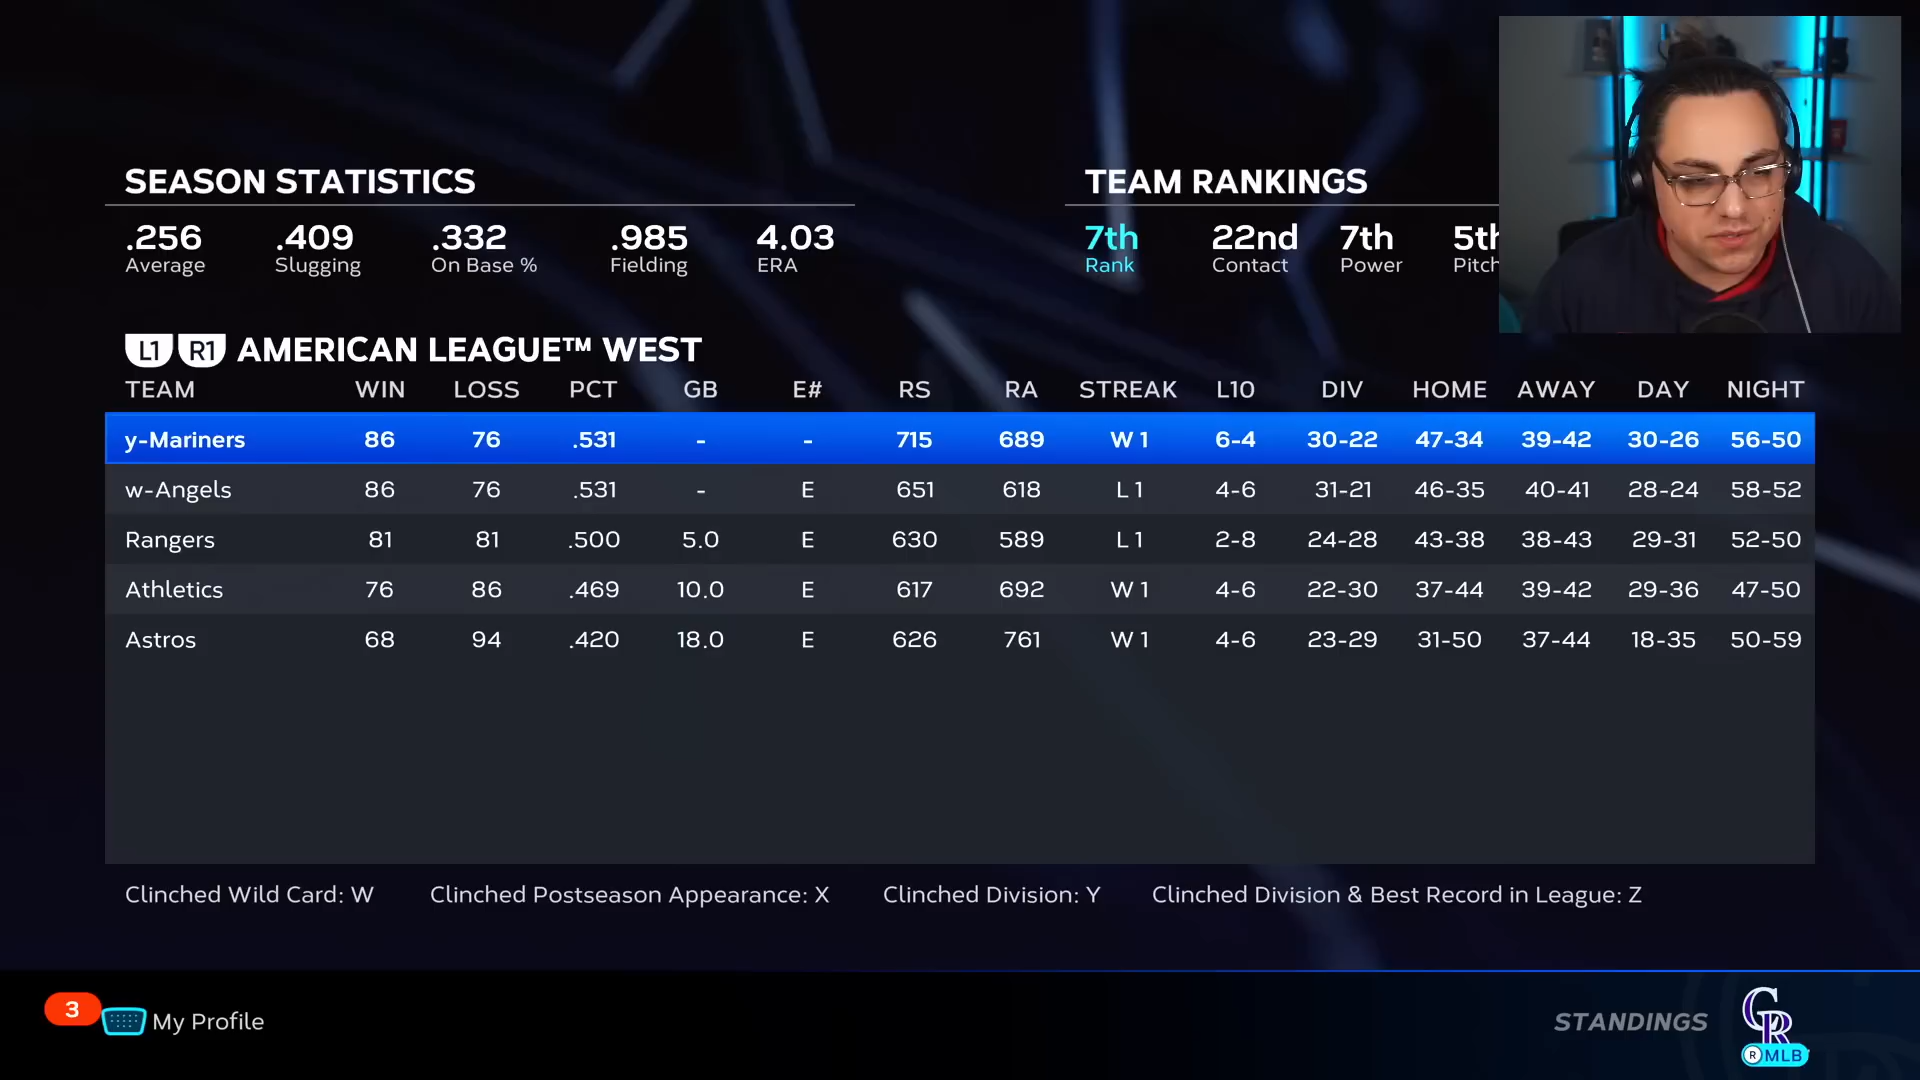 SEASON STATISTICS
.256 .409 .332 .985 4.03
Average Slugging On Base % Fielding ERA
TEAM RANKINGS
7th 22nd 7th 5th
Rank Contact Power Pitch
L1 R1 AMERICAN LEAGUE™ WEST
TEAM WIN LOSS PCT GB E# RS RA STREAK L10 DIV HOME AWAY DAY NIGHT
y-Mariners 86 76 .531 - - 715 689 W 1 6-4 30-22 47-34 39-42 30-26 56-50
w-Angels 86 76 .531 - E 651 618 L 1 4-6 31-21 46-35 40-41 28-24 58-52
Rangers 81 81 .500 5.0 E 630 589 L 1 2-8 24-28 43-38 38-43 29-31 52-50
Athletics 76 86 .469 10.0 E 617 692 W 1 4-6 22-30 37-44 39-42 29-36 47-50
Astros 68 94 .420 18.0 E 626 761 W 1 4-6 23-29 31-50 37-44 18-35 50-59
Clinched Wild Card: W Clinched Postseason Appearance: X Clinched Division: Y Clinched Division & Best Record in League: Z
3 My Profile
STANDINGS
CR
R MLB